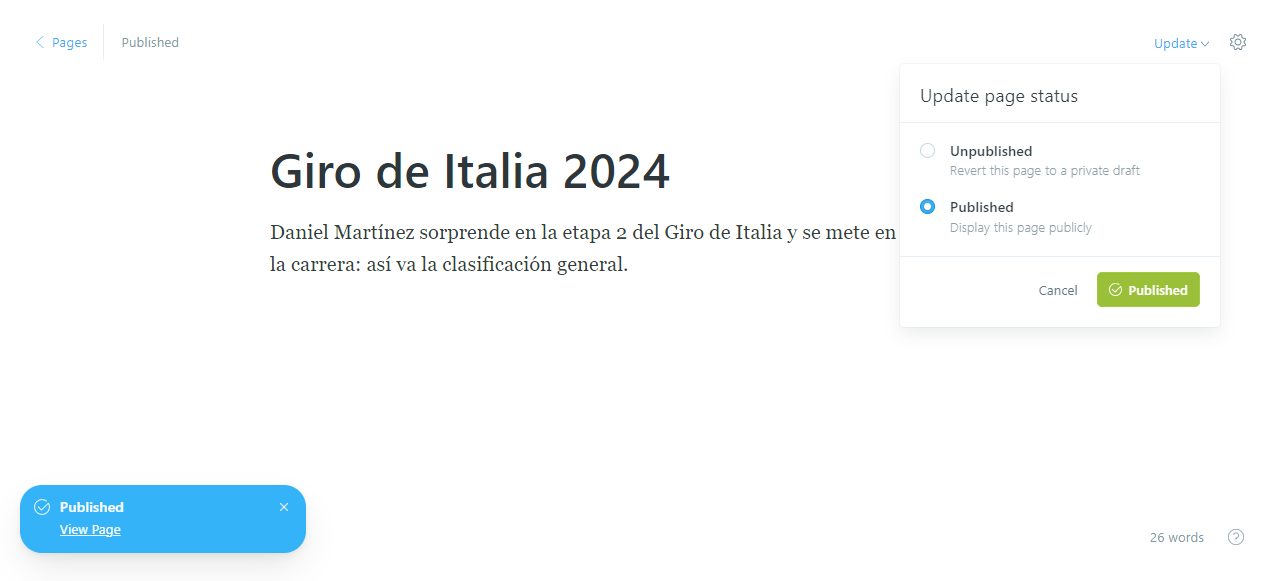 Pages
Published
Update
Update page status
Unpublished
Revert this page to a private draft
Published
Display this page publicly
Cancel
Published
Giro de Italia 2024
Daniel Martínez sorprende en la etapa 2 del Giro de Italia y se mete en
la carrera: así va la clasificación general.
Published
View Page
26 words
?